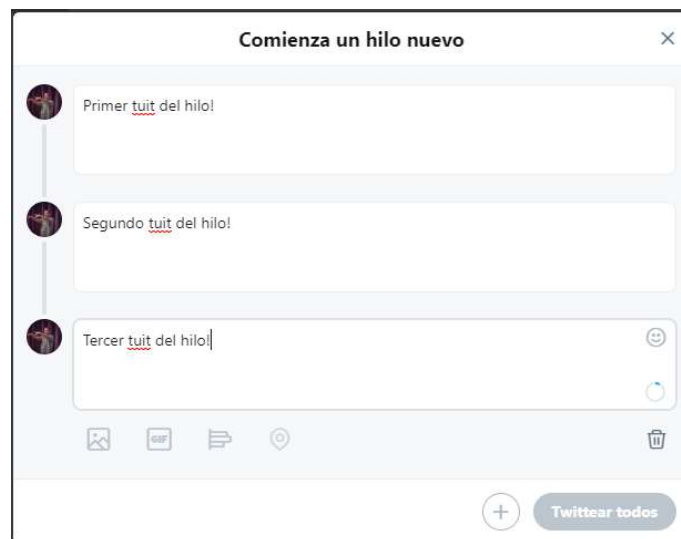 Comienza un hilo nuevo
Primer tuit del hilo!
Segundo tuit del hilo!
Tercer tuit del hilo!
GIF
Twittear todos